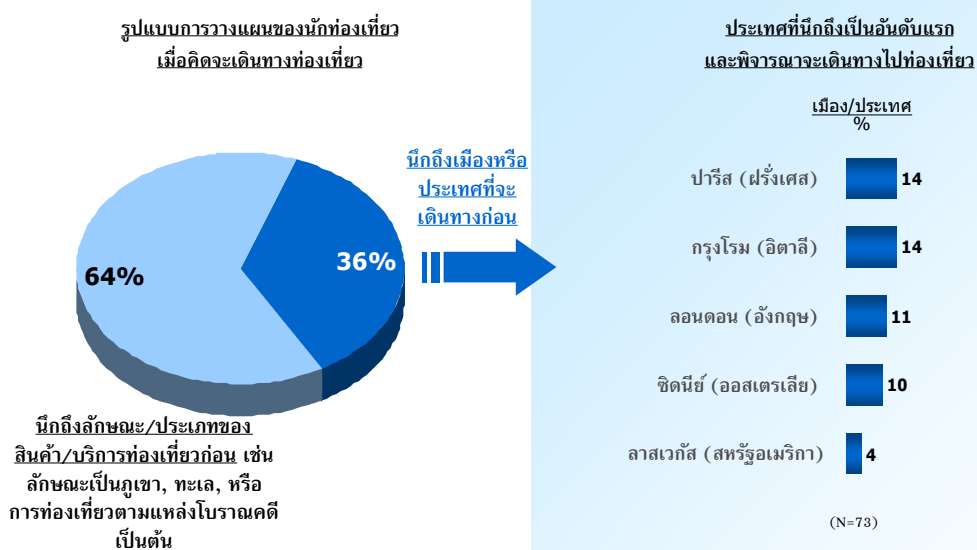 รูปแบบการวางแผนของนักท่องเที่ยว
เมื่อคิดจะเดินทางท่องเที่ยว
64%
36%
นึกถึงเมืองหรือ
ประเทศที่จะ
เดินทางก่อน
นึกถึงลักษณะ/ประเภทของ
สินค้า/บริการท่องเที่ยวก่อน เช่น
ลักษณะเป็นภูเขา, ทะเล, หรือ
การท่องเที่ยวตามแหล่งโบราณคดี
เป็นต้น
ประเทศที่นึกถึงเป็นอันดับแรก
และพิจารณาจะเดินทางไปท่องเที่ยว
เมือง/ประเทศ
%
ปารีส (ฝรั่งเศส) 14
กรุงโรม (อิตาลี) 14
ลอนดอน (อังกฤษ) 11
ซิดนีย์ (ออสเตรเลีย) 10
ลาสเวกัส (สหรัฐอเมริกา) 4
(N=73)